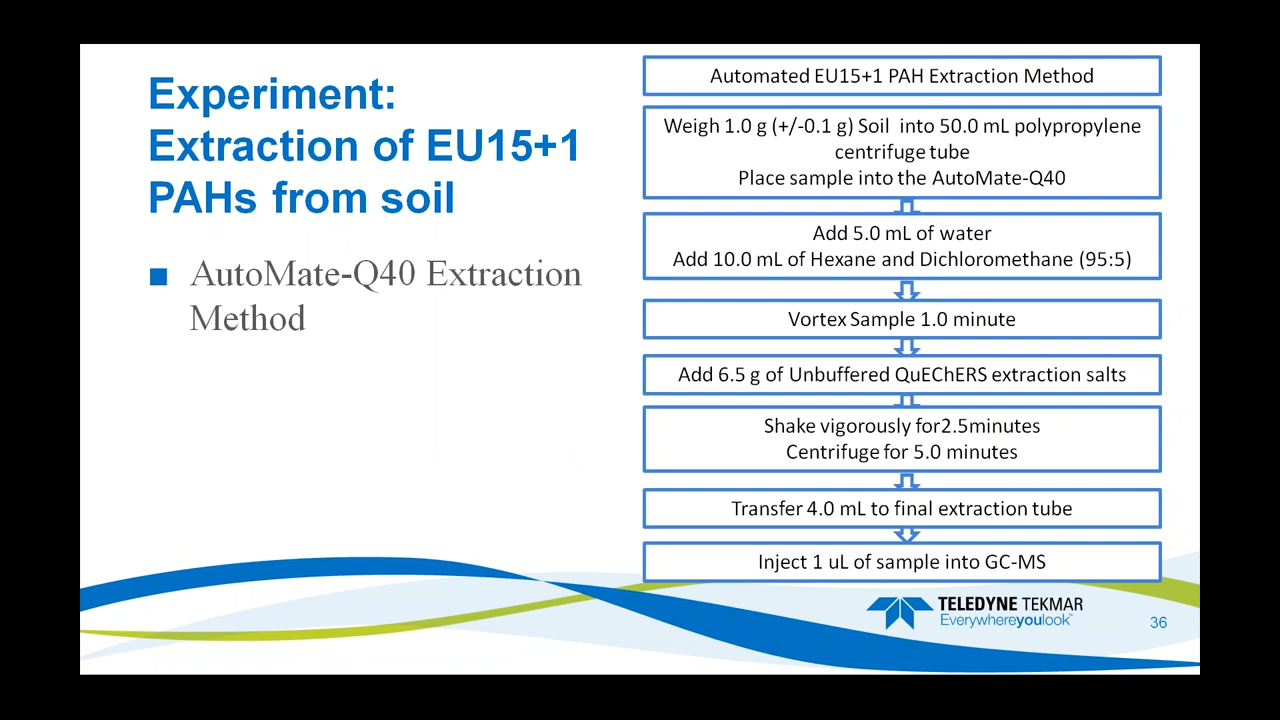 Experiment:
Extraction of EU15+1
PAHs from soil
AutoMate-Q40 Extraction
Method
Automated EU15+1 PAH Extraction Method
Weigh 1.0 g (+/-0.1 g) Soil into 50.0 mL polypropylene
centrifuge tube
Place sample into the AutoMate-Q40
Add 5.0 mL of water
Add 10.0 mL of Hexane and Dichloromethane (95:5)
Vortex Sample 1.0 minute
Add 6.5 g of Unbuffered QuEChERS extraction salts
Shake vigorously for2.5minutes
Centrifuge for 5.0 minutes
Transfer 4.0 mL to final extraction tube
Inject 1 uL of sample into GC-MS
TELEDYNE TEKMAR
Everywhereyoulook™
36